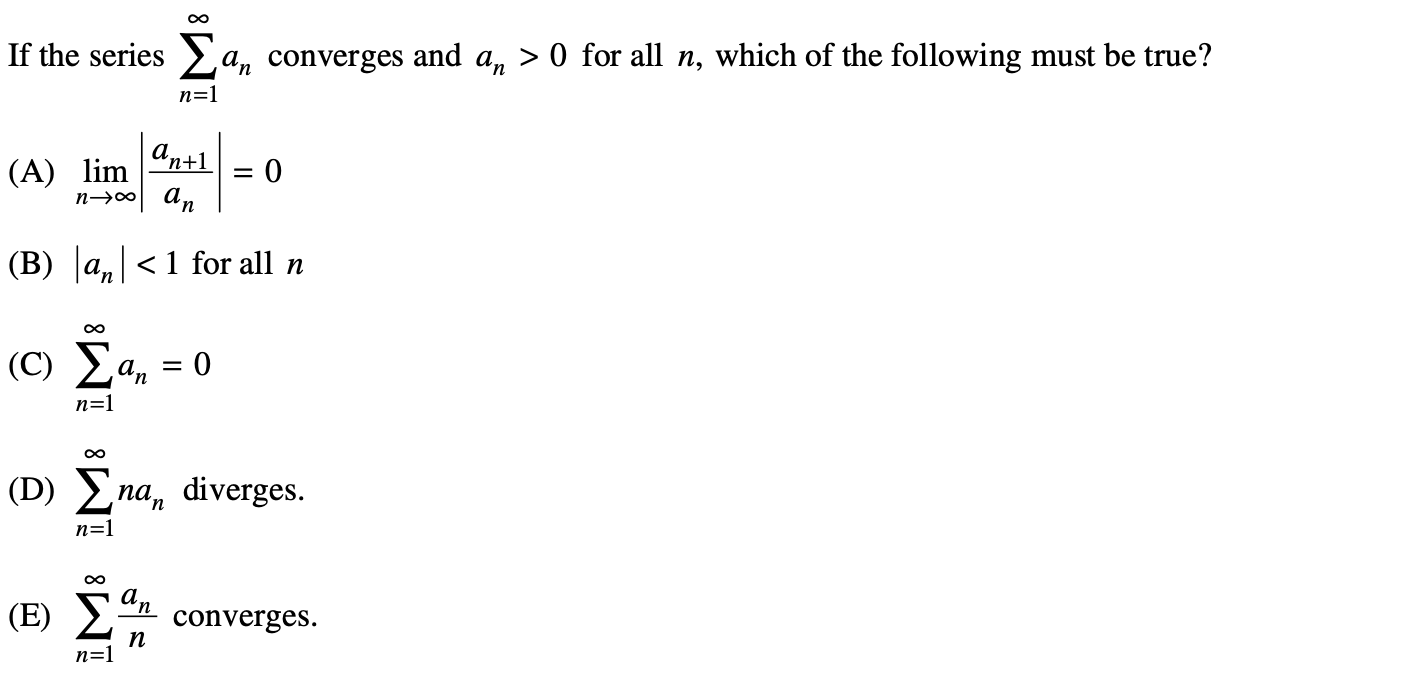 If the series $\sum_{n=1}^{\infty} a_n$ converges and $a_n > 0$ for all $n$, which of the following must be true?
(A) $\lim_{n\to\infty} \left|\frac{a_{n+1}}{a_n}\right| = 0$
(B) $|a_n| < 1$ for all $n$
(C) $\sum_{n=1}^{\infty} a_n = 0$
(D) $\sum_{n=1}^{\infty} na_n$ diverges.
(E) $\sum_{n=1}^{\infty} \frac{a_n}{n}$ converges.